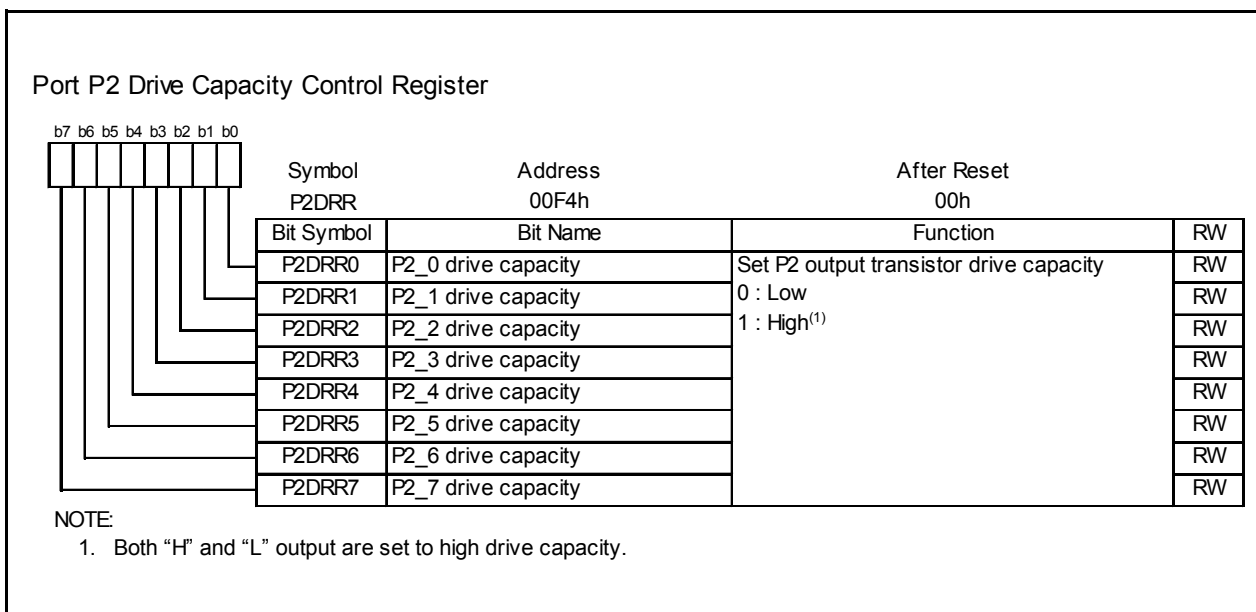 Port P2 Drive Capacity Control Register
b7 b6 b5 b4 b3 b2 b1 b0
Symbol Address After Reset
P2DRR 00F4h 00h
Bit Symbol Bit Name Function RW
P2DRR0 P2_0 drive capacity Set P2 output transistor drive capacity RW
P2DRR1 P2_1 drive capacity 0 : Low RW
P2DRR2 P2_2 drive capacity 1 : High(1) RW
P2DRR3 P2_3 drive capacity RW
P2DRR4 P2_4 drive capacity RW
P2DRR5 P2_5 drive capacity RW
P2DRR6 P2_6 drive capacity RW
P2DRR7 P2_7 drive capacity RW
NOTE:
1. Both “H” and “L” output are set to high drive capacity.